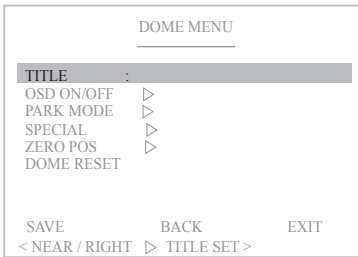 DOME MENU
TITLE :
OSD ON/OFF ▷
PARK MODE ▷
SPECIAL ▷
ZERO POS ▷
DOME RESET
SAVE BACK EXIT
< NEAR / RIGHT ▷ TITLE SET >